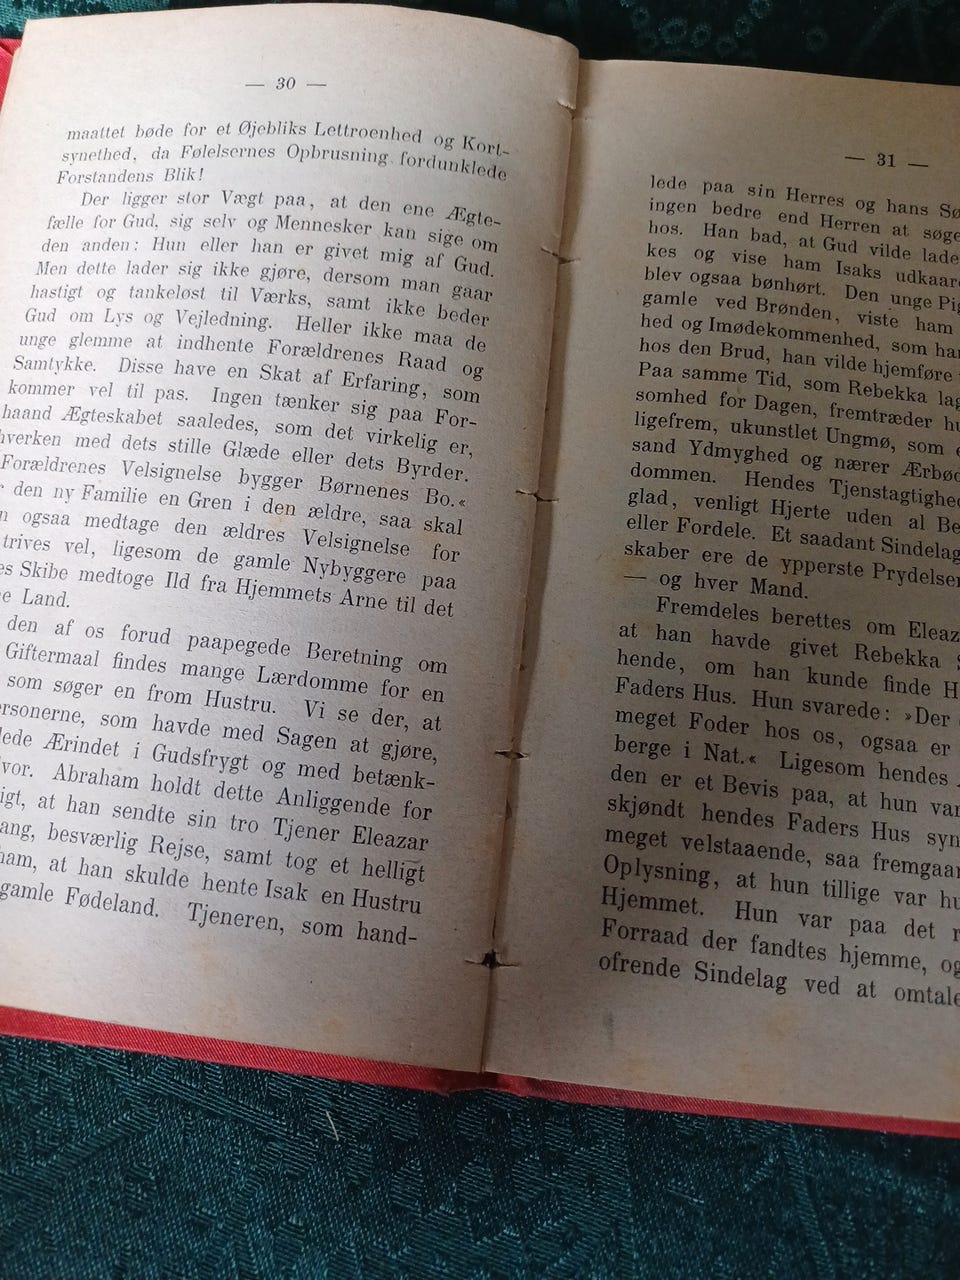 — 30 —
maattet bøde for et Øjebliks Lettroenhed og Kort-
synethed, da Følelsernes Opbrusning fordunklede
Forstandens Blik!
Der ligger stor Vægt paa, at den ene Ægte-
fælle for Gud, sig selv og Mennesker kan sige om
den anden: Hun eller han er givet mig af Gud.
Men dette lader sig ikke gjøre, dersom man gaar
hastigt og tankeløst til Værks, samt ikke beder
Gud om Lys og Vejledning. Heller ikke maa de
unge glemme at indhente Forældrenes Raad og
Samtykke. Disse have en Skat af Erfaring, som
kommer vel til pas. Ingen tænker sig paa For-
haand Ægteskabet saaledes, som det virkelig er,
hverken med dets stille Glæde eller dets Byrder.
Forældrenes Velsignelse bygger Børnenes Bo.«
den ny Familie en Gren i den ældre, saa skal
ogsaa medtage den ældres Velsignelse for
trives vel, ligesom de gamle Nybyggere paa
Skibe medtoge Ild fra Hjemmets Arne til det
Land.
den af os forud paapegede Beretning om
Giftermaal findes mange Lærdomme for en
som søger en from Hustru. Vi se der, at
ersonerne, som havde med Sagen at gjøre,
lede Ærindet i Gudsfrygt og med betænk-
vor. Abraham holdt dette Anliggende for
igt, at han sendte sin tro Tjener Eleazar
ang, besværlig Rejse, samt tog et helligt
ham, at han skulde hente Isak en Hustru
gamle Fødeland. Tjeneren, som hand-
— 31 —
lede paa sin Herres og hans Sø
ingen bedre end Herren at søge
hos. Han bad, at Gud vilde lade
kes og vise ham Isaks udkaar
blev ogsaa bønhørt. Den unge Pig
gamle ved Brønden, viste ham
hed og Imødekommenhed, som han
hos den Brud, han vilde hjemføre
Paa samme Tid, som Rebekka lag
somhed for Dagen, fremtræder hu
ligefrem, ukunstlet Ungmø, som e
sand Ydmyghed og nærer Ærbød
dommen. Hendes Tjenstagtighed
glad, venligt Hjerte uden al Be
eller Fordele. Et saadant Sindelag
skaber ere de ypperste Prydelser
— og hver Mand.
Fremdeles berettes om Eleaz
at han havde givet Rebekka
hende, om han kunde finde H
Faders Hus. Hun svarede: »Der
meget Foder hos os, ogsaa er
berge i Nat.« Ligesom hendes
den er et Bevis paa, at hun var
skjøndt hendes Faders Hus syn
meget velstaaende, saa fremgaar
Oplysning, at hun tillige var hu
Hjemmet. Hun var paa det r
Forraad der fandtes hjemme, og
ofrende Sindelag ved at omtale